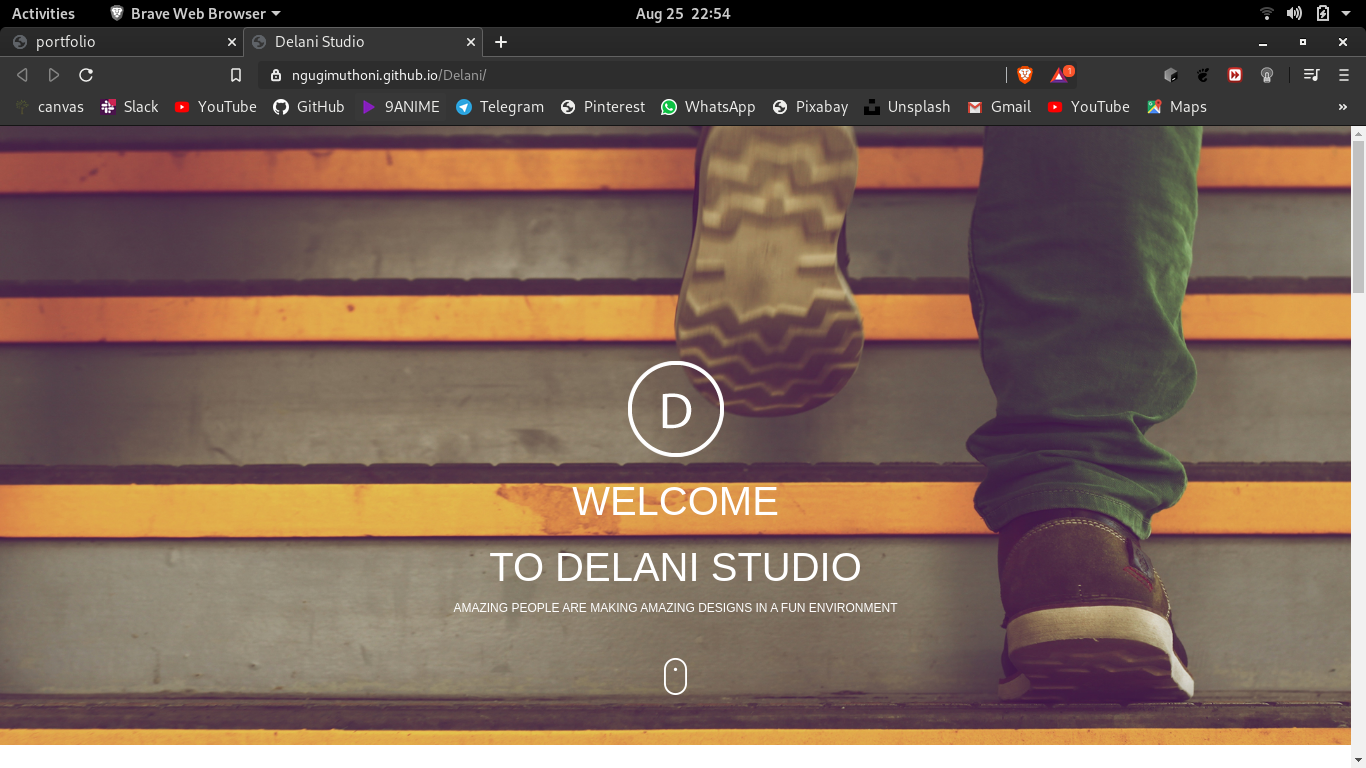 Activities Brave Web Browser Aug 25 22:54
portfolio Delani Studio
ngugimuthoni.github.io/Delani/ 1
canvas Slack YouTube GitHub 9ANIME Telegram Pinterest WhatsApp Pixabay Unsplash Gmail YouTube Maps »
D
WELCOME
TO DELANI STUDIO
AMAZING PEOPLE ARE MAKING AMAZING DESIGNS IN A FUN ENVIRONMENT